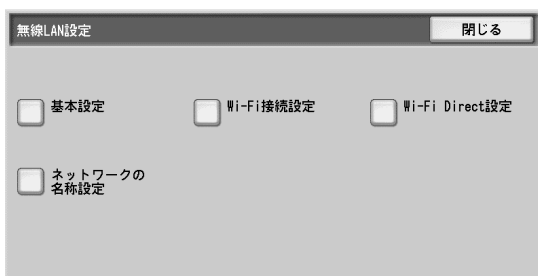 無線LAN設定
閉じる
基本設定
Wi-Fi接続設定
Wi-Fi Direct設定
ネットワークの
名称設定